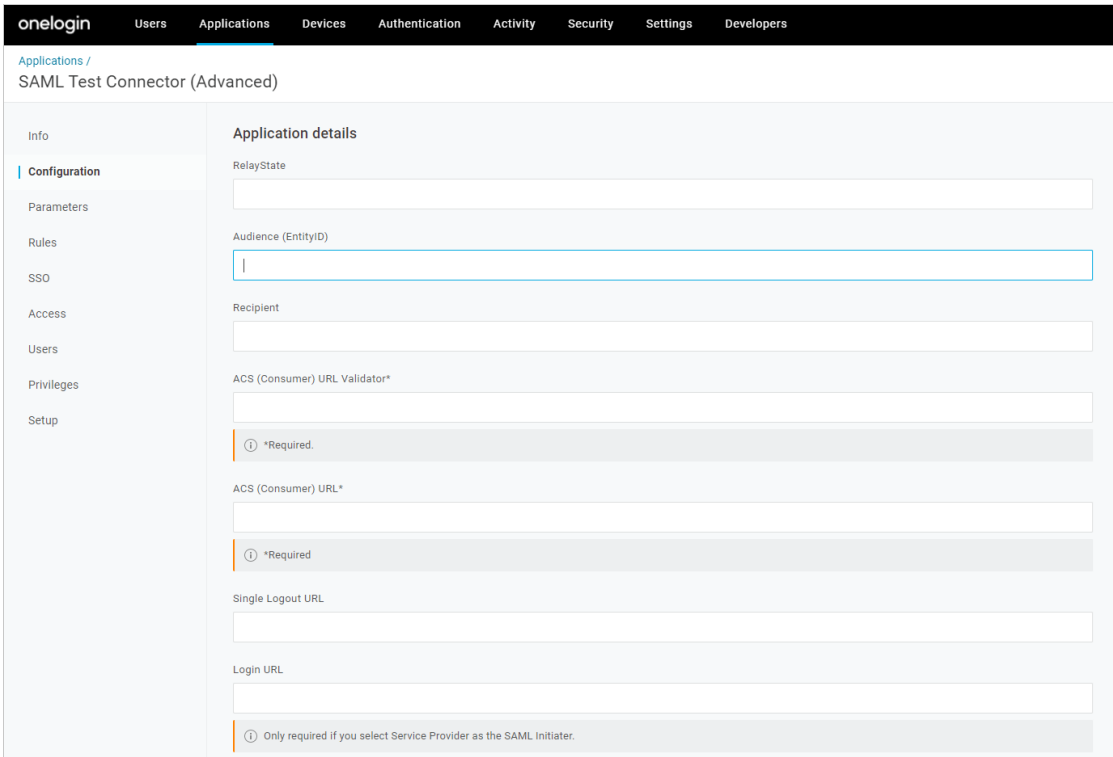 onelogin Users Applications Devices Authentication Activity Security Settings Developers
Applications /
SAML Test Connector (Advanced)
Info
Configuration
Parameters
Rules
SSO
Access
Users
Privileges
Setup
Application details
RelayState
Audience (EntityID)
Recipient
ACS (Consumer) URL Validator*
*Required.
ACS (Consumer) URL*
*Required
Single Logout URL
Login URL
Only required if you select Service Provider as the SAML Initiater.